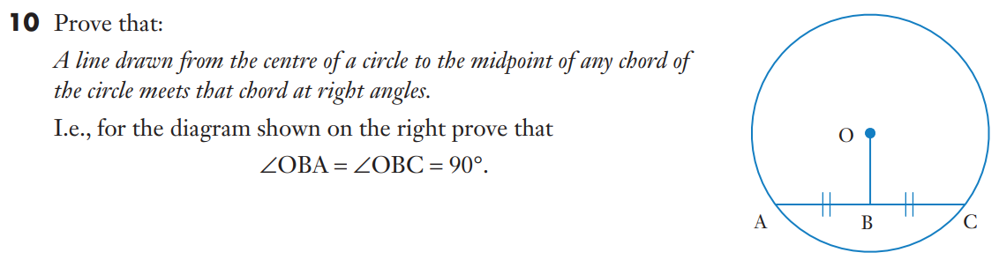 10 Prove that:
A line drawn from the centre of a circle to the midpoint of any chord of
the circle meets that chord at right angles.
I.e., for the diagram shown on the right prove that
∠OBA = ∠OBC = 90°.
O
A
B
C